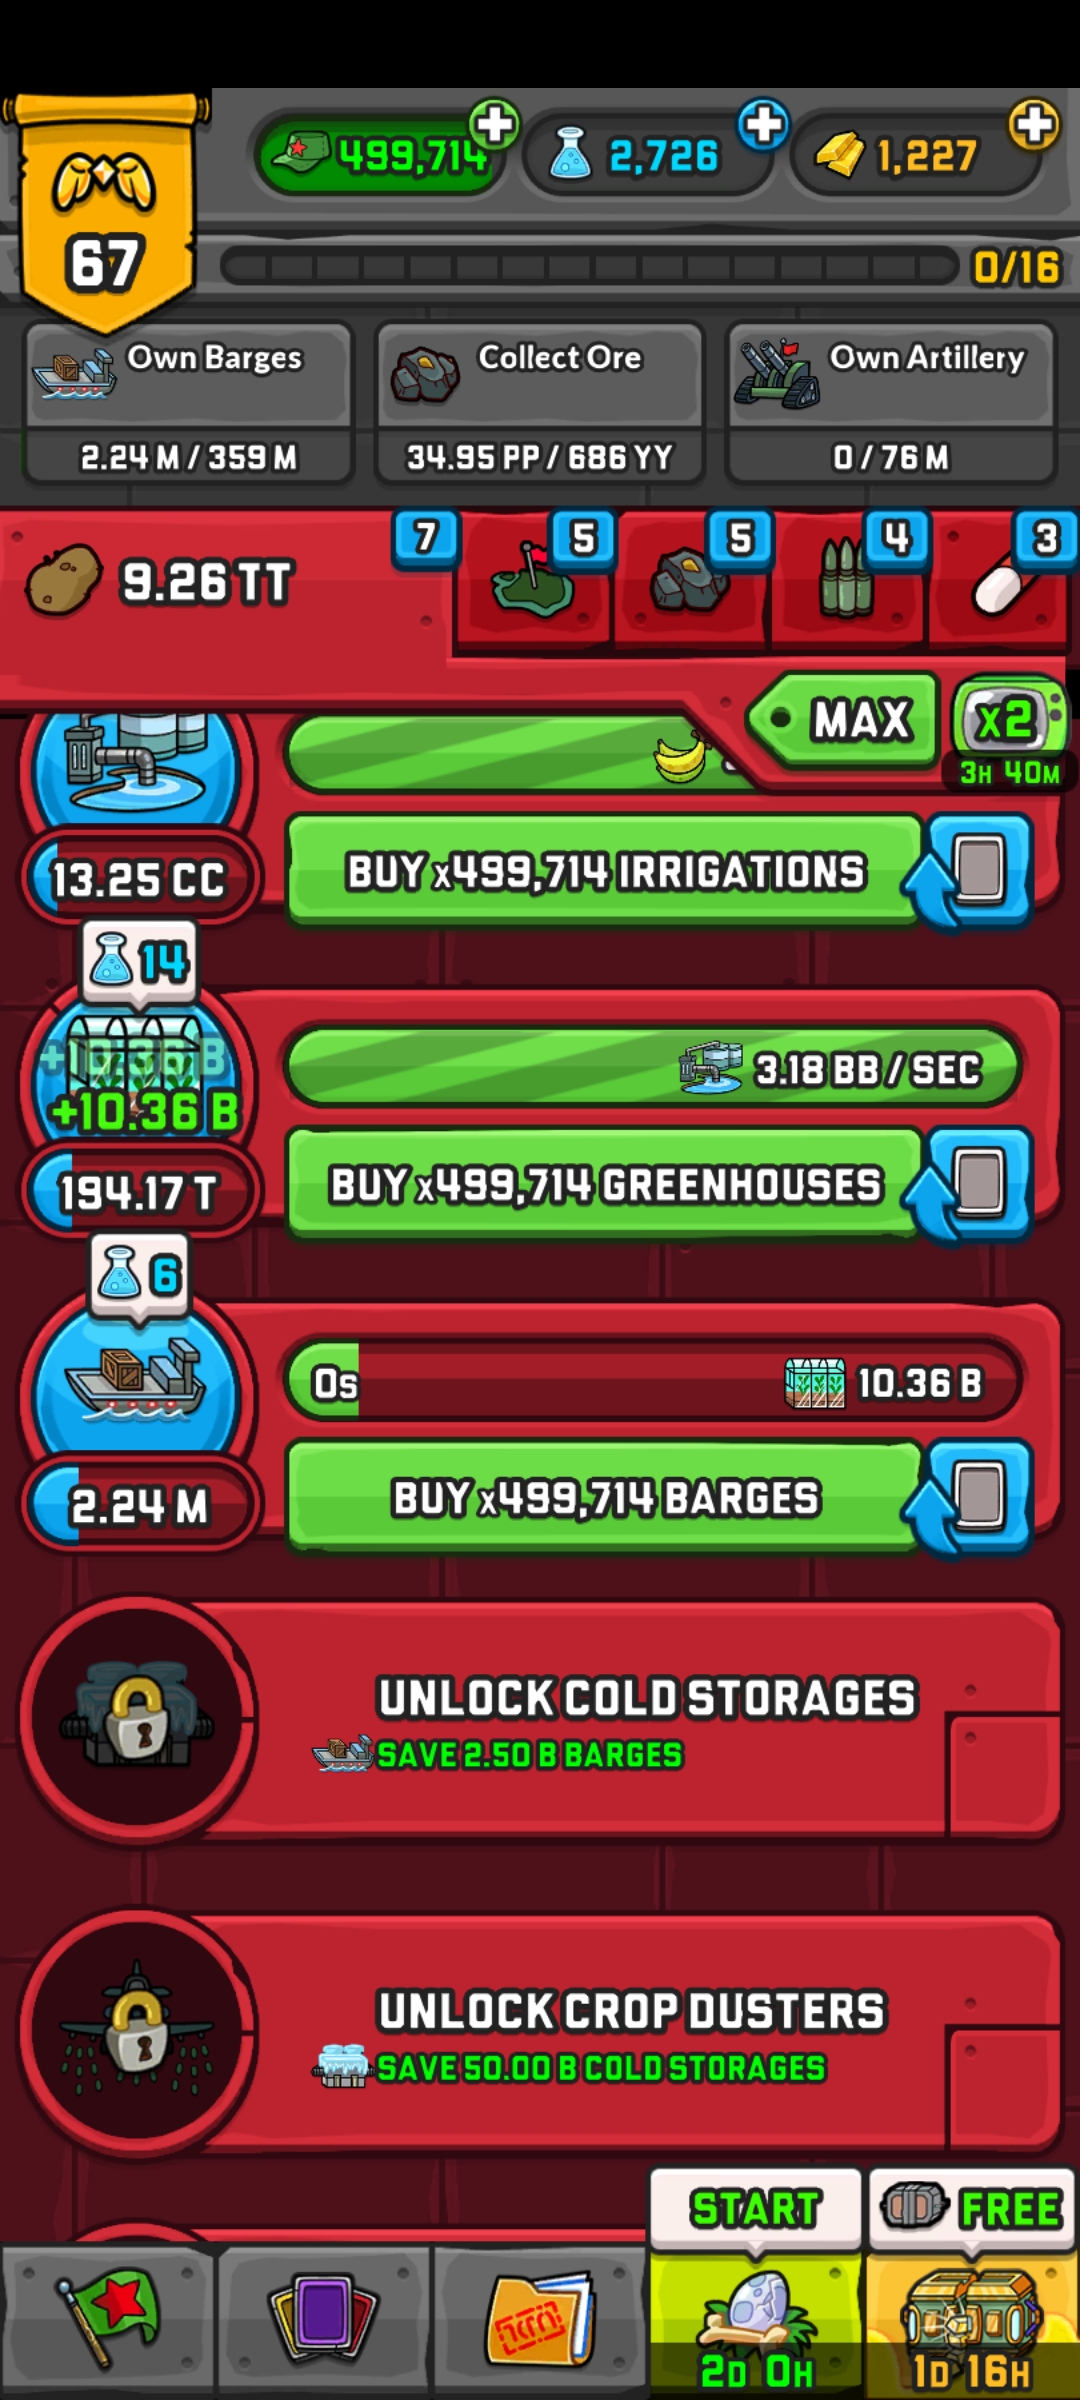 499,714
2,726
1,227
67
0/16
Own Barges
2.24 M / 359 M
Collect Ore
34.95 PP / 686 YY
Own Artillery
0 / 76 M
9.26 TT
7
5
5
4
3
MAX
x2
3H 40M
13.25 CC
BUY x499,714 IRRIGATIONS
14
+10.36 B
+10.36 B
3.18 BB / SEC
194.17 T
BUY x499,714 GREENHOUSES
6
0s
10.36 B
2.24 M
BUY x499,714 BARGES
UNLOCK COLD STORAGES
SAVE 2.50 B BARGES
UNLOCK CROP DUSTERS
SAVE 50.00 B COLD STORAGES
START
FREE
2D 0H
1D 16H